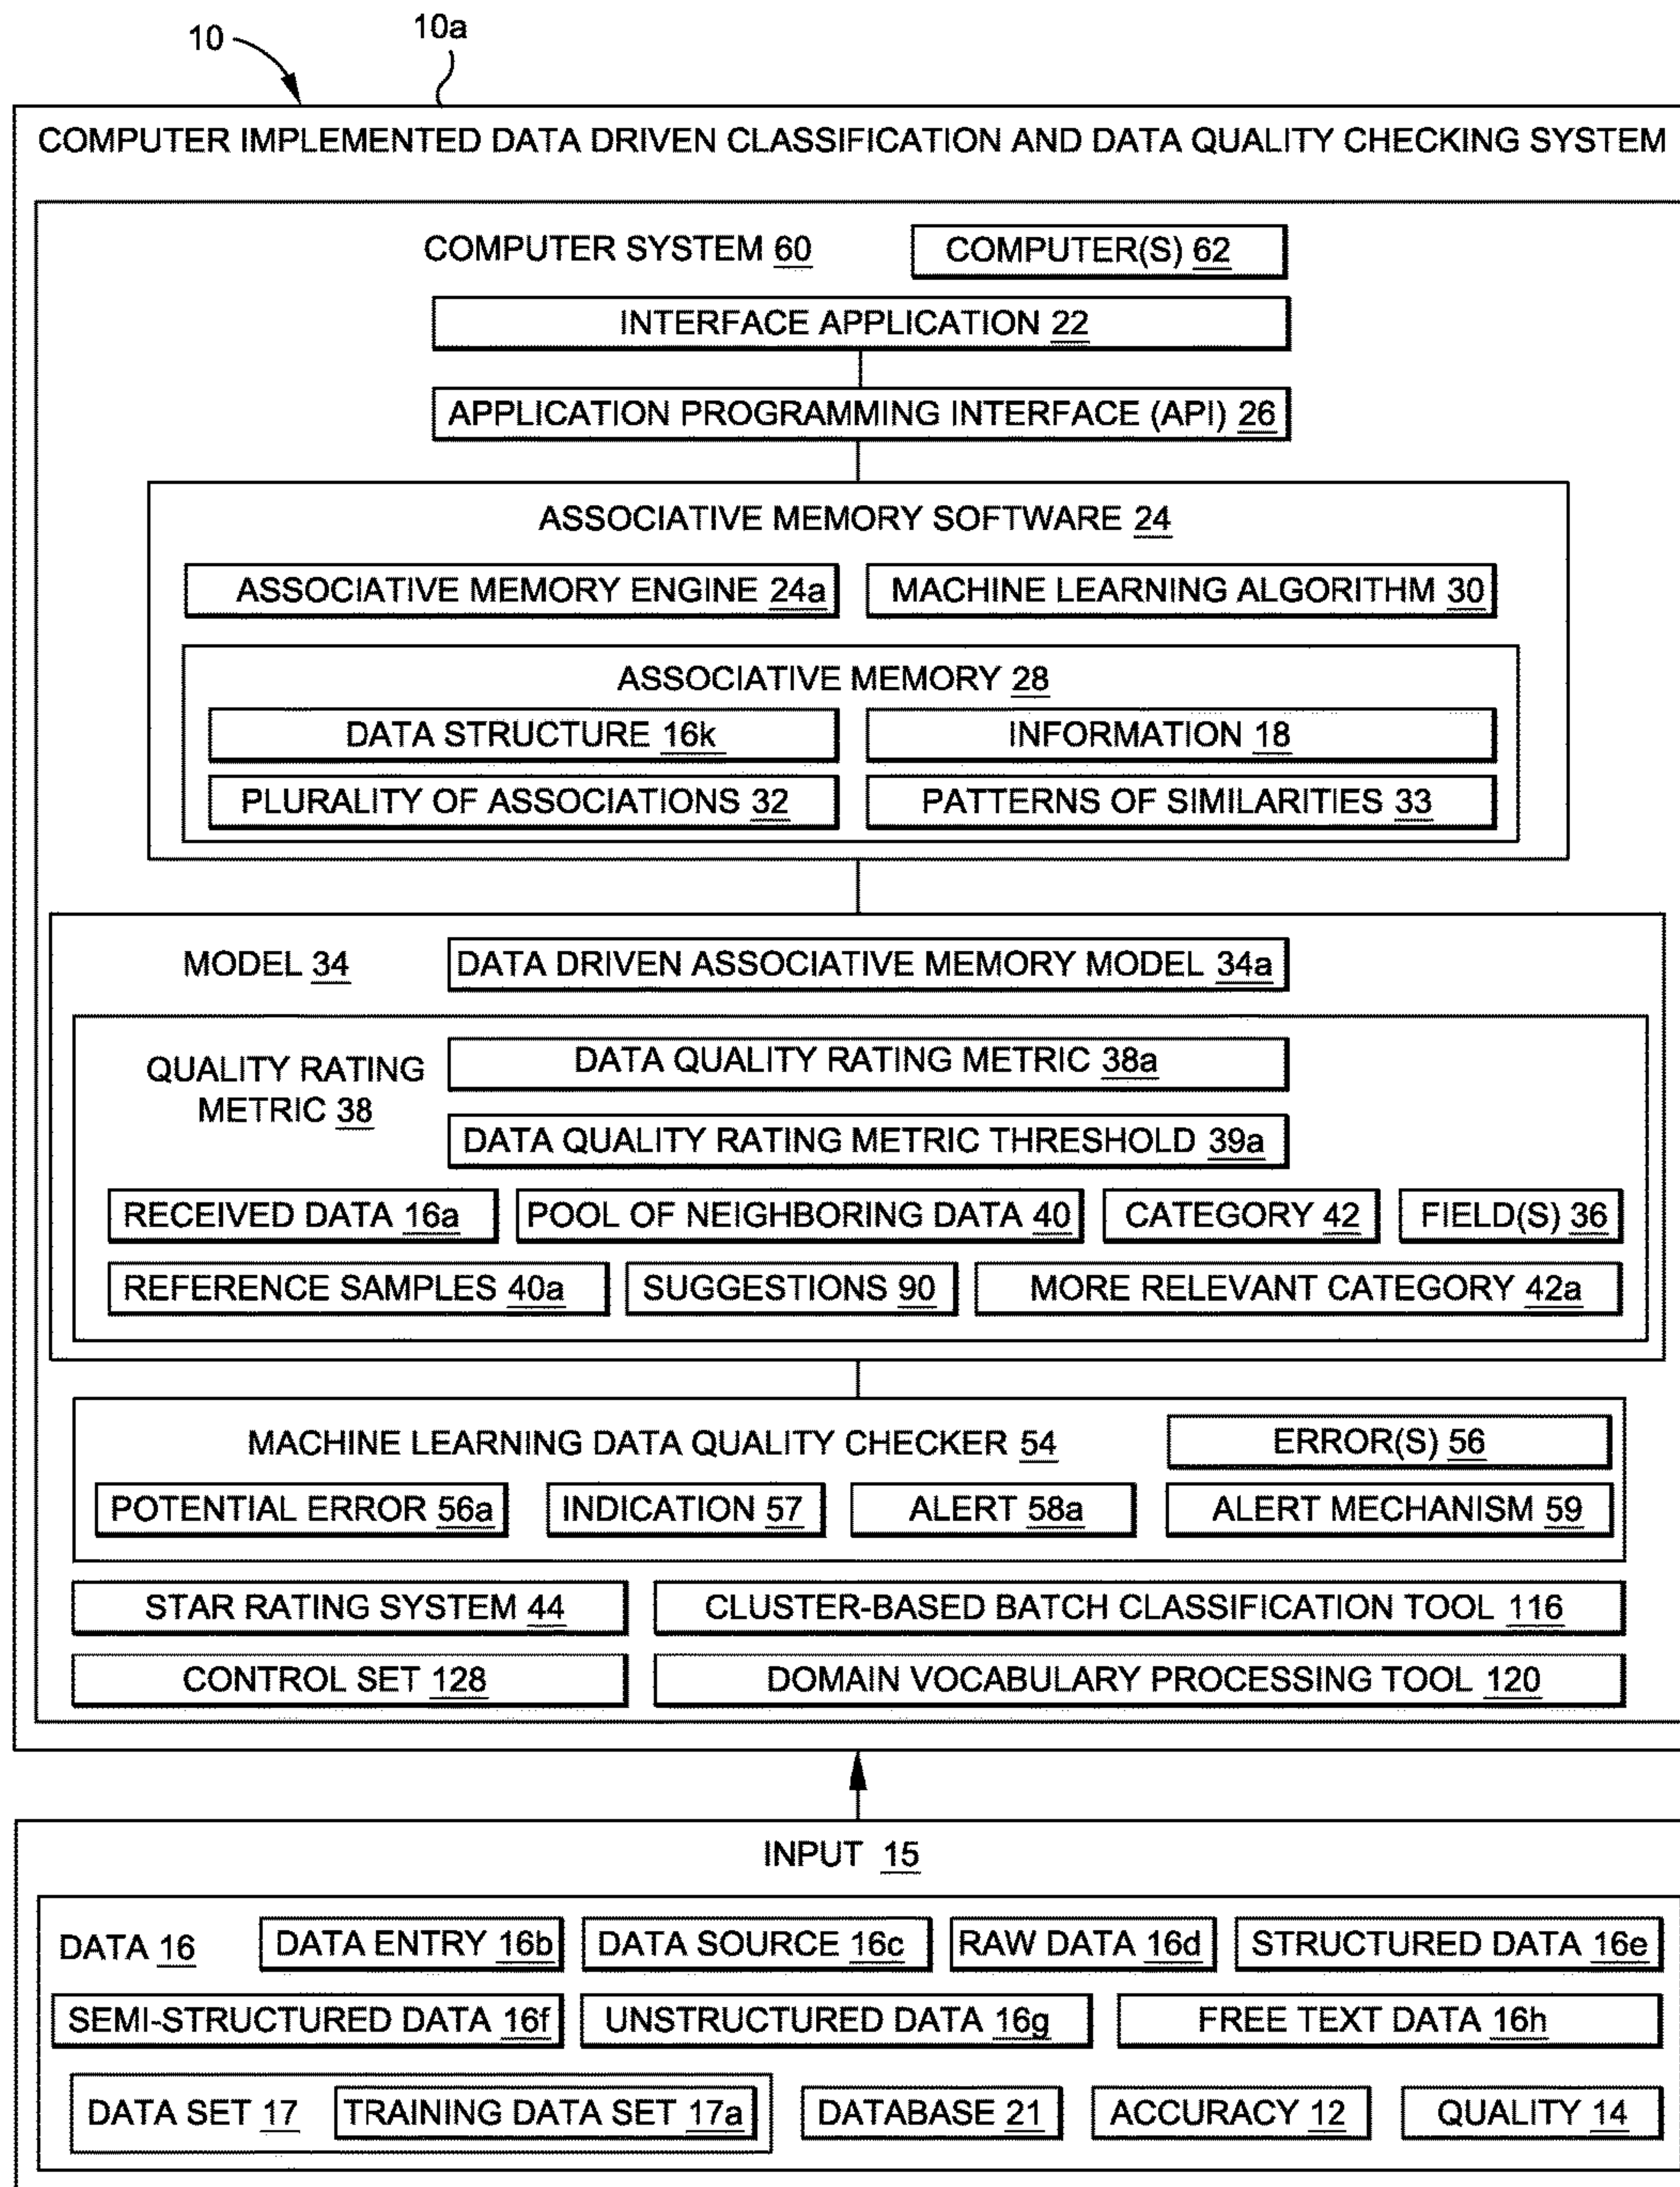 10
10a
COMPUTER IMPLEMENTED DATA DRIVEN CLASSIFICATION AND DATA QUALITY CHECKING SYSTEM
COMPUTER SYSTEM 60
COMPUTER(S) 62
INTERFACE APPLICATION 22
APPLICATION PROGRAMMING INTERFACE (API) 26
ASSOCIATIVE MEMORY SOFTWARE 24
ASSOCIATIVE MEMORY ENGINE 24a
MACHINE LEARNING ALGORITHM 30
ASSOCIATIVE MEMORY 28
DATA STRUCTURE 16k
INFORMATION 18
PLURALITY OF ASSOCIATIONS 32
PATTERNS OF SIMILARITIES 33
MODEL 34
DATA DRIVEN ASSOCIATIVE MEMORY MODEL 34a
QUALITY RATING
METRIC 38
DATA QUALITY RATING METRIC 38a
DATA QUALITY RATING METRIC THRESHOLD 39a
RECEIVED DATA 16a
POOL OF NEIGHBORING DATA 40
CATEGORY 42
FIELD(S) 36
REFERENCE SAMPLES 40a
SUGGESTIONS 90
MORE RELEVANT CATEGORY 42a
MACHINE LEARNING DATA QUALITY CHECKER 54
ERROR(S) 56
POTENTIAL ERROR 56a
INDICATION 57
ALERT 58a
ALERT MECHANISM 59
STAR RATING SYSTEM 44
CLUSTER-BASED BATCH CLASSIFICATION TOOL 116
CONTROL SET 128
DOMAIN VOCABULARY PROCESSING TOOL 120
INPUT 15
DATA 16
DATA ENTRY 16b
DATA SOURCE 16c
RAW DATA 16d
STRUCTURED DATA 16e
SEMI-STRUCTURED DATA 16f
UNSTRUCTURED DATA 16g
FREE TEXT DATA 16h
DATA SET 17
TRAINING DATA SET 17a
DATABASE 21
ACCURACY 12
QUALITY 14